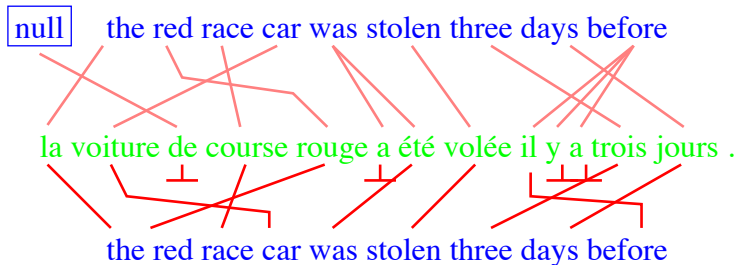 null the red race car was stolen three days before
la voiture de course rouge a été volée il y a trois jours .
the red race car was stolen three days before